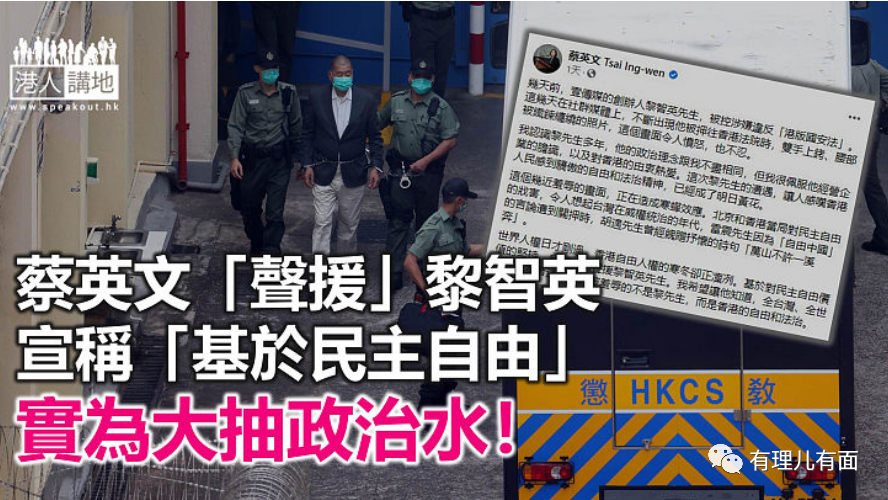 港人講地
www.speakout.hk
蔡英文 Tsai Ing-wen
1天
幾天前，壹傳媒的創辦人黎智英先生，被控涉嫌違反「港版國安法」。
這幾天在社群媒體上，不斷出現他被押往香港法院時，雙手上銬、腰部
被鐵鍊纏繞的照片，這個畫面令人憤怒，也不忍。
我認識黎先生多年，他的政治理念跟我不盡相同，但我很佩服他經營企
業的膽識，以及對香港的由衷熱愛。這次黎先生的遭遇，讓人感嘆香港
人民感到驕傲的自由和法治精神，已經成了明日黃花。
這個幾近羞辱的畫面，正在造成寒蟬效應。北京和香港當局對民主自由
的戕害，令人想起台灣在威權統治的年代，雷震先生因為「自由中國」
的言論遭到關押時，胡適先生曾經餽贈抒懷的詩句「萬山不許一溪
奔」。
世界人權日才剛過，香港自由人權的寒冬卻正凜冽。基於對民主自由價
值的堅持
援黎智英先生。我希望讓他知道，全台灣、全世
羞辱的不是黎先生，而是香港的自由和法治。
蔡英文「聲援」黎智英
宣稱「基於民主自由」
實為大抽政治水！
懲 HKCS 教
有理儿有面